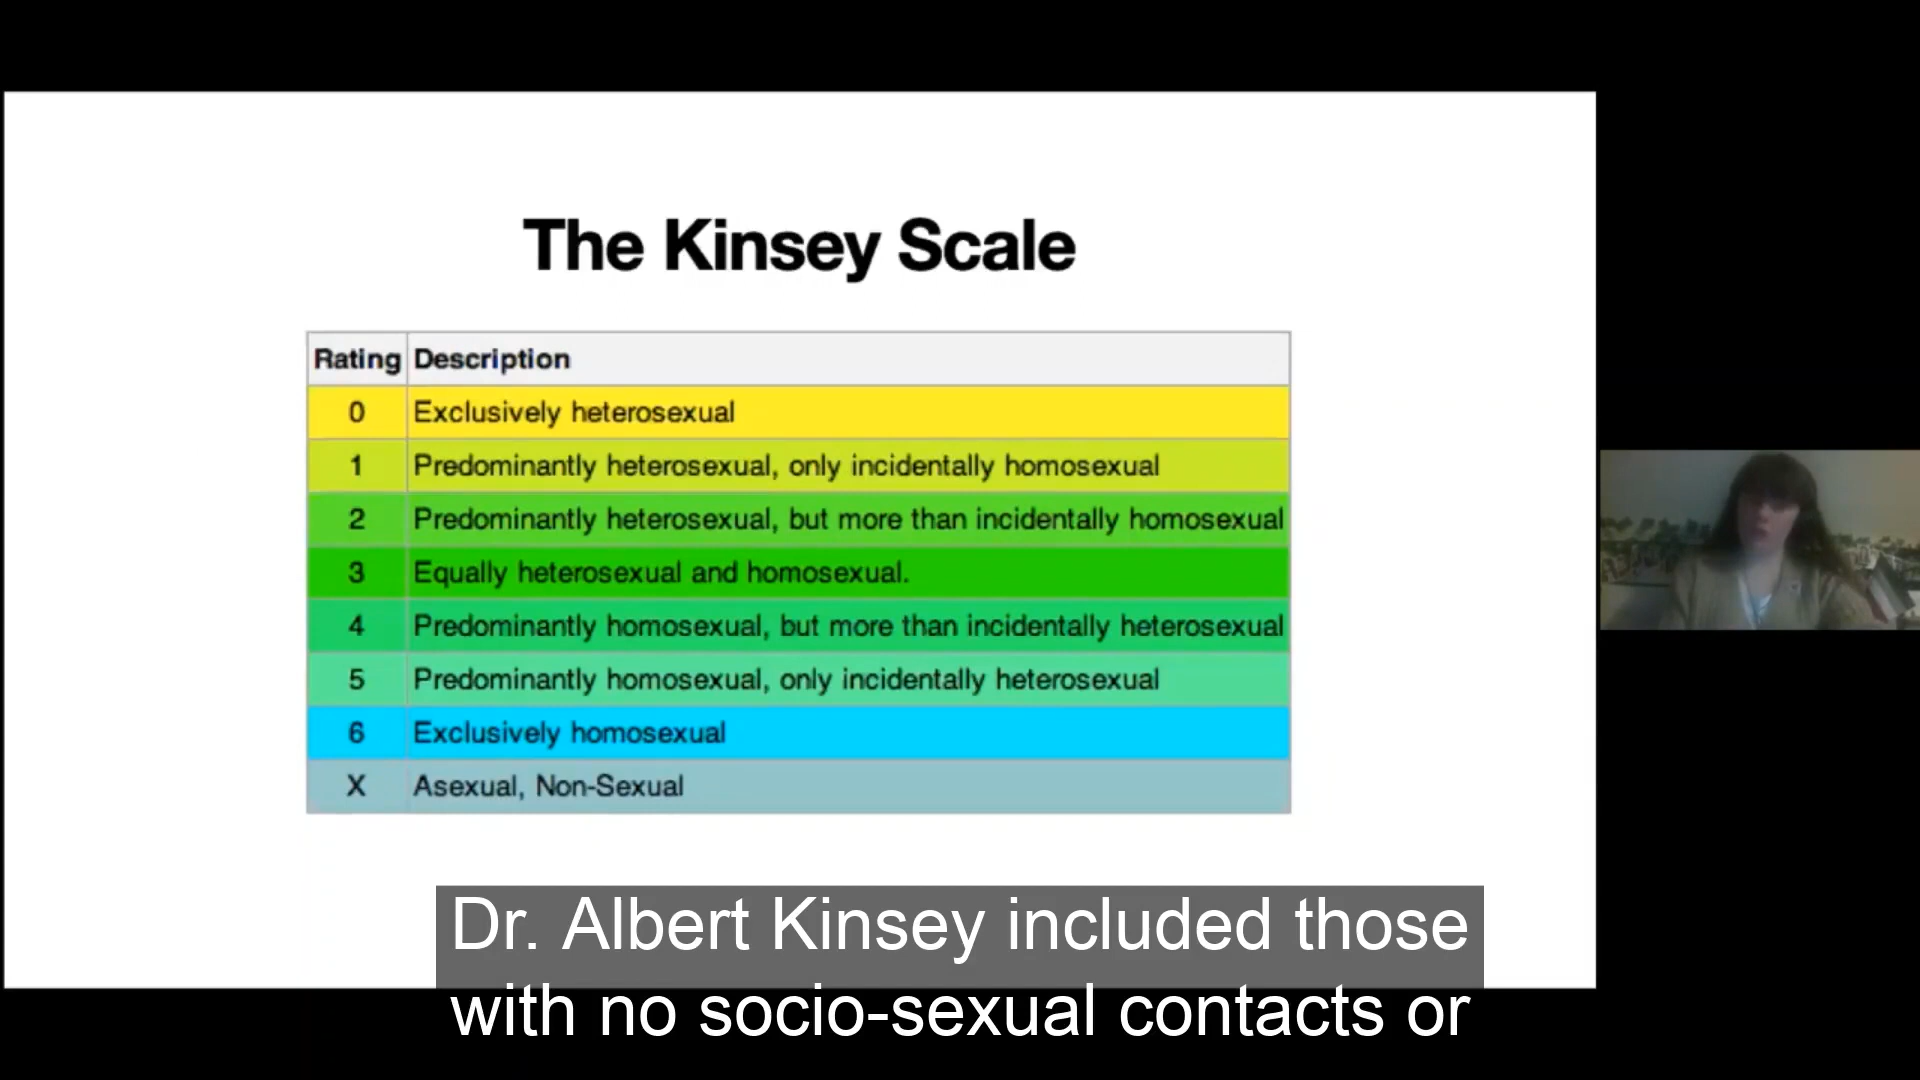 The Kinsey Scale
Rating Description
0 Exclusively heterosexual
1 Predominantly heterosexual, only incidentally homosexual
2 Predominantly heterosexual, but more than incidentally homosexual
3 Equally heterosexual and homosexual.
4 Predominantly homosexual, but more than incidentally heterosexual
5 Predominantly homosexual, only incidentally heterosexual
6 Exclusively homosexual
X Asexual, Non-Sexual
Dr. Albert Kinsey included those
with no socio-sexual contacts or